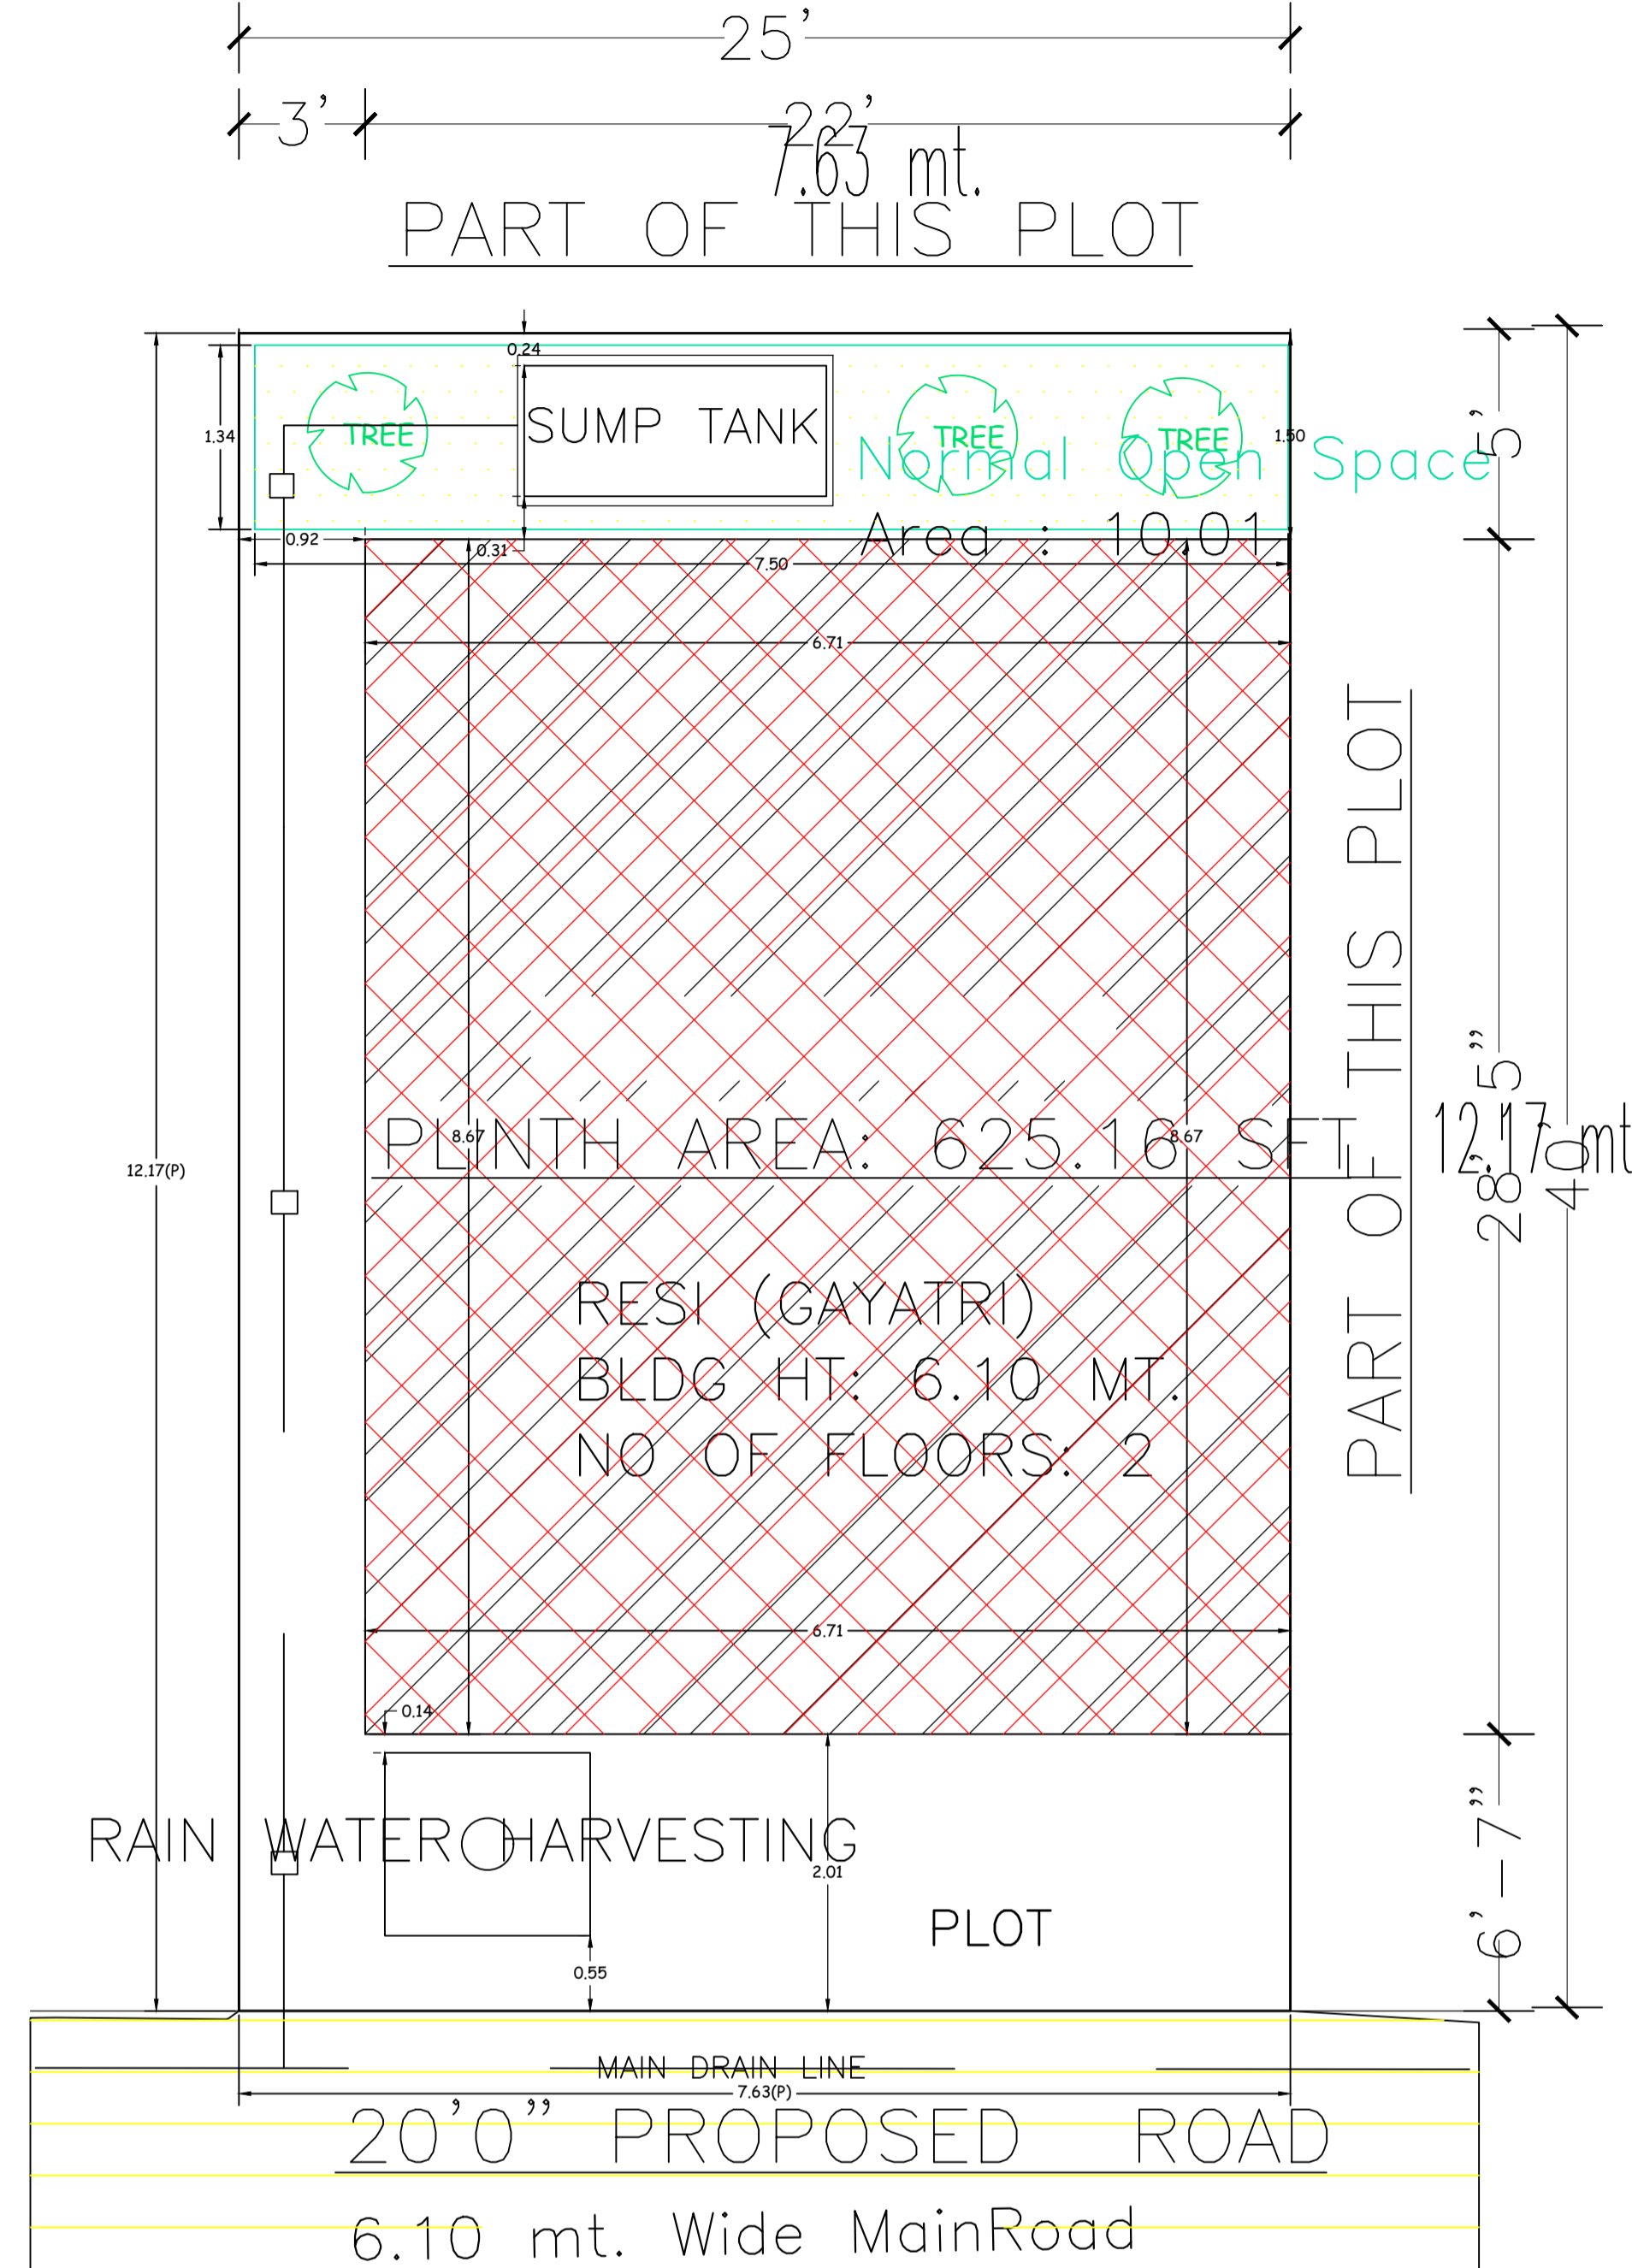 25'
3'
22'
7.63 mt.
PART OF THIS PLOT
0.24
SUMP TANK
TREE
TREE
TREE
1.34
1.50
5'
Normal Open Space
Area : 10.01
0.92
0.31
7.50
6.71
PART OF THIS PLOT
PLINTH AREA: 625.16 SFT
8.67
8.67
12.17(P)
28'-5"
12.17 mt
40'
RESI (GAYATRI)
BLDG HT: 6.10 MT.
NO OF FLOORS: 2
6.71
0.14
RAIN WATER HARVESTING
2.01
6'-7"
PLOT
0.55
MAIN DRAIN LINE
7.63(P)
20'0" PROPOSED ROAD
6.10 mt. Wide MainRoad